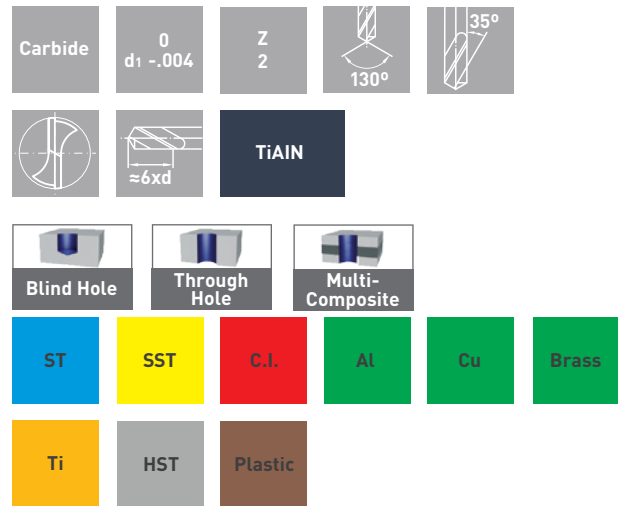 Carbide
0
d1 -.004
Z
2
130º
35º
≈6xd
TiAlN
Blind Hole
Through
Hole
Multi-
Composite
ST
SST
C.I.
Al
Cu
Brass
Ti
HST
Plastic